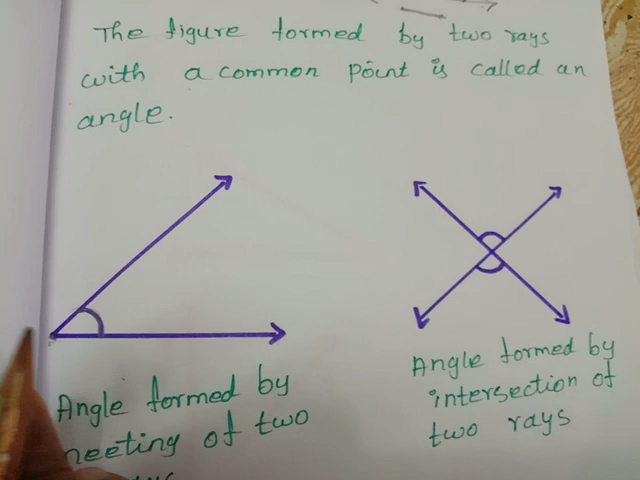 The figure formed by two rays
with a common point is called an
angle.
Angle formed by
meeting of two
Angle formed by
intersection of
two rays